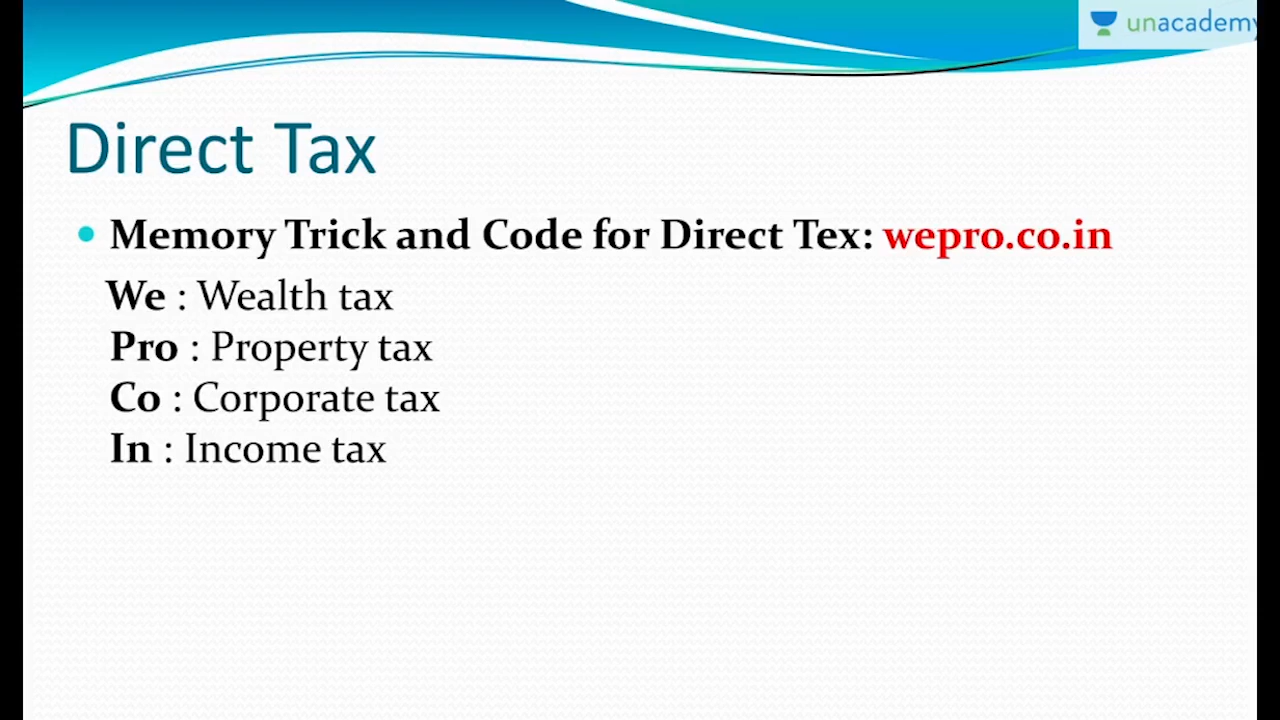 unacademy
Direct Tax
Memory Trick and Code for Direct Tex: wepro.co.in
We : Wealth tax
Pro : Property tax
Co : Corporate tax
In : Income tax